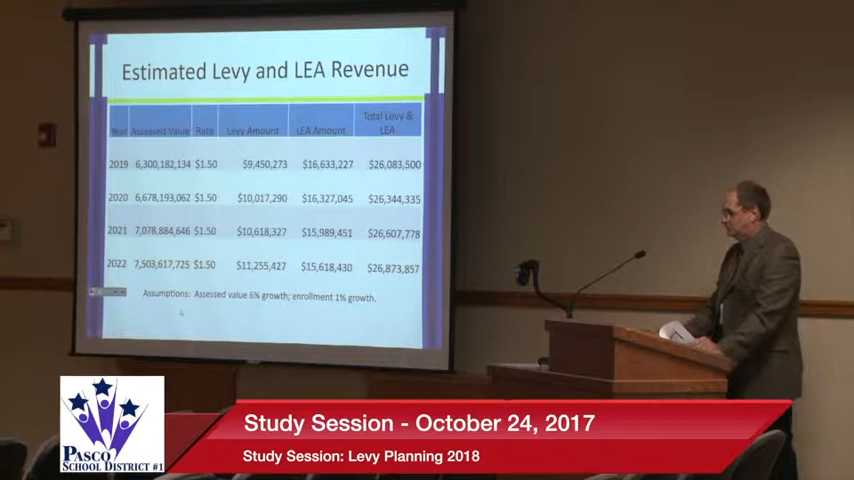 Estimated Levy and LEA Revenue
Year Assessed Value Rate Levy Amount LEA Amount Total Levy & LEA
2019 6,300,182,134 $1.50 $9,450,273 $16,633,227 $26,083,500
2020 6,678,193,062 $1.50 $10,017,290 $16,327,045 $26,344,335
2021 7,078,884,646 $1.50 $10,618,327 $15,989,451 $26,607,778
2022 7,503,617,725 $1.50 $11,255,427 $15,618,430 $26,873,857
Assumptions: Assessed value 6% growth; enrollment 1% growth.
PASCO
SCHOOL DISTRICT #1
Study Session - October 24, 2017
Study Session: Levy Planning 2018